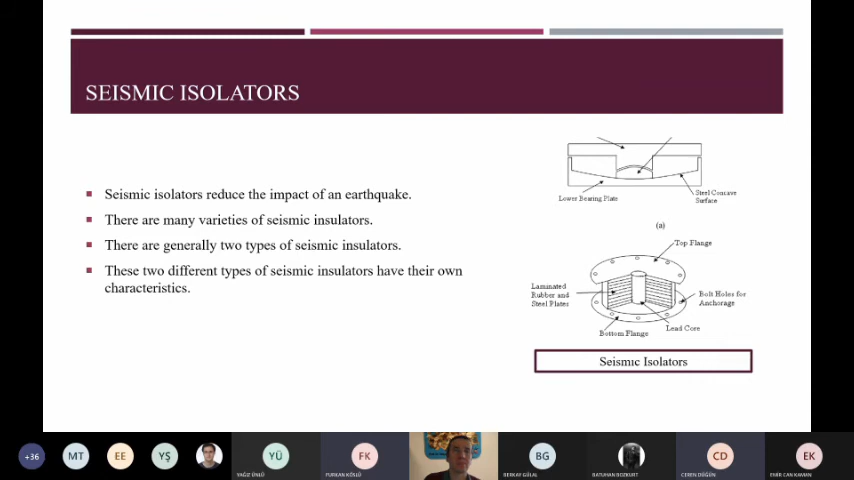 SEISMIC ISOLATORS
Seismic isolators reduce the impact of an earthquake.
There are many varieties of seismic insulators.
There are generally two types of seismic insulators.
These two different types of seismic insulators have their own
characteristics.
Lower Bearing Plate
Steel Concave
Surface
(a)
Top Flange
Laminated
Rubber and
Steel Plates
Bolt Holes for
Anchorage
Lead Core
Bottom Flange
Seismic Isolators
+36
MT
EE
YŞ
YÜ
YAĞIZ ÜNLÜ
FK
FURKAN KÖLLÜ
BG
BERKAY GÜLAL
BATUHAN BOZKURT
CD
CEREN DÜĞÜN
EK
EMİR CAN KAMAN